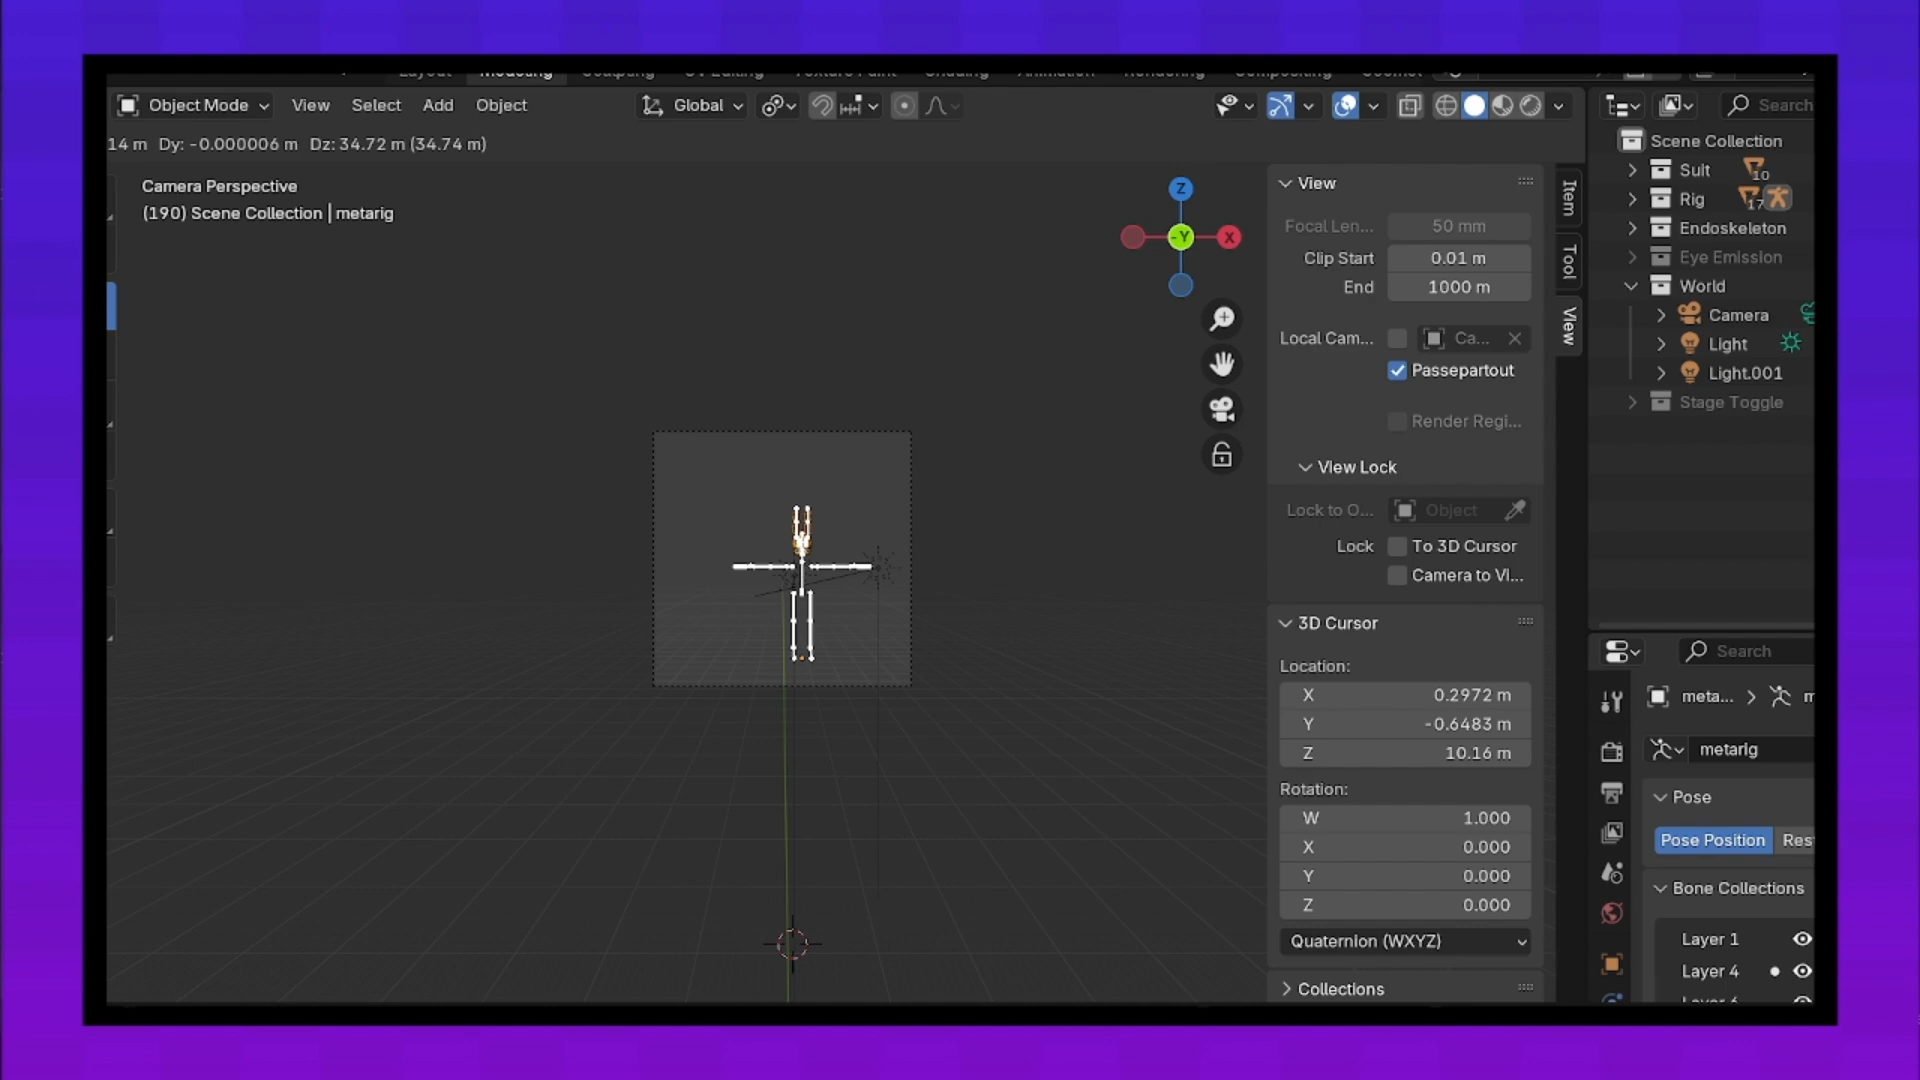 Object Mode View Select Add Object Global Search
14 m Dy: -0.000006 m Dz: 34.72 m (34.74 m)
Camera Perspective
(190) Scene Collection | metarig
Z
-Y
X
View
Focal Len... 50 mm
Clip Start 0.01 m
End 1000 m
Local Cam... Ca...
Passepartout
Render Regi...
View Lock
Lock to O... Object
Lock To 3D Cursor
Camera to Vi...
3D Cursor
Location:
X 0.2972 m
Y -0.6483 m
Z 10.16 m
Rotation:
W 1.000
X 0.000
Y 0.000
Z 0.000
Quaternion (WXYZ)
Collections
Item
Tool
View
Scene Collection
Suit 10
Rig 17
Endoskeleton
Eye Emission
World
Camera
Light
Light.001
Stage Toggle
Search
meta... m
metarig
Pose
Pose Position Res
Bone Collections
Layer 1
Layer 4